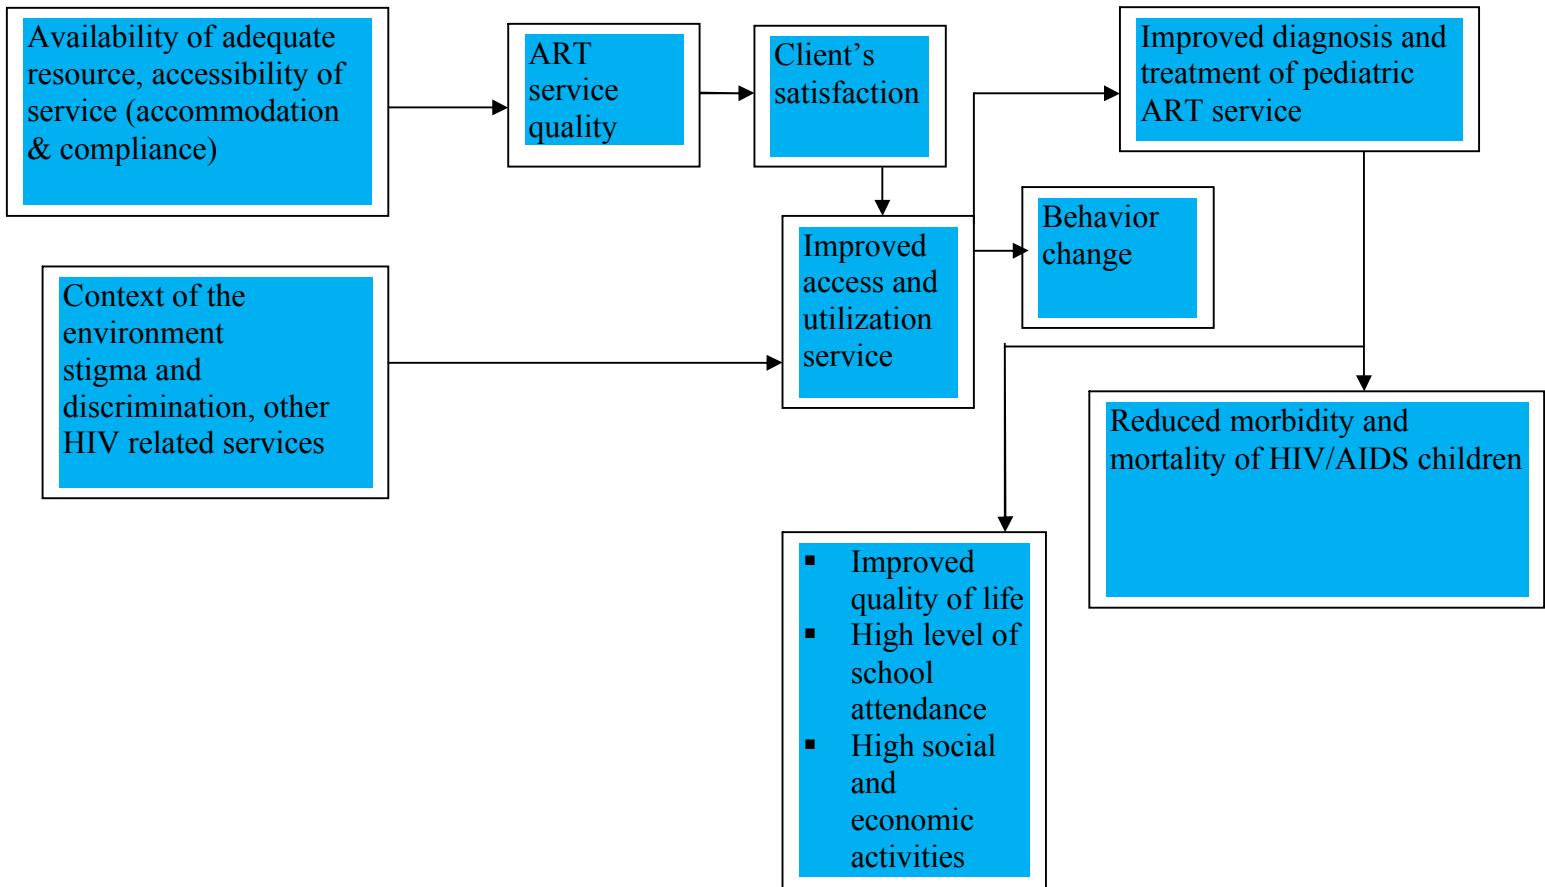 Availability of adequate
resource, accessibility of
service (accommodation
& compliance)
ART
service
quality
Client’s
satisfaction
Improved diagnosis and
treatment of pediatric
ART service
Behavior
change
Improved
access and
utilization
service
Context of the
environment
stigma and
discrimination, other
HIV related services
Reduced morbidity and
mortality of HIV/AIDS children
▪ Improved
quality of life
▪ High level of
school
attendance
▪ High social
and
economic
activities